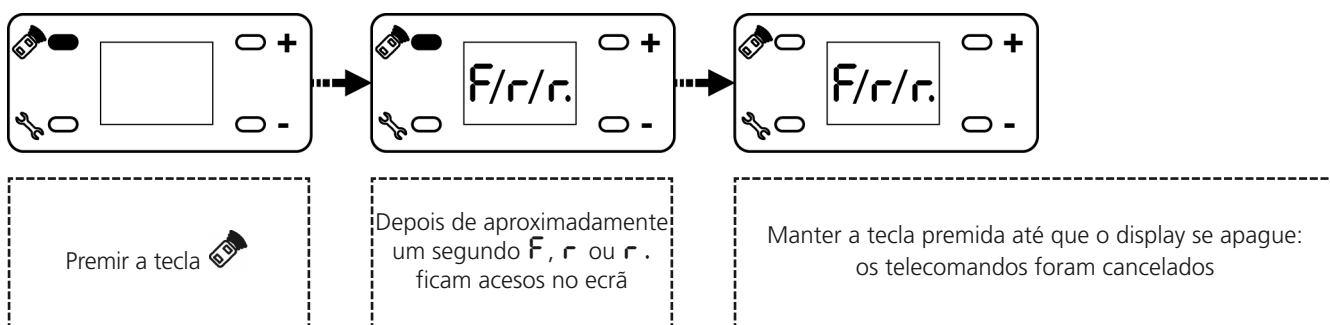 +
-
F/r/r.
+
-
F/r/r.
+
-
Premir a tecla
Depois de aproximadamente
um segundo F, r ou r.
ficam acesos no ecrã
Manter a tecla premida até que o display se apague:
os telecomandos foram cancelados